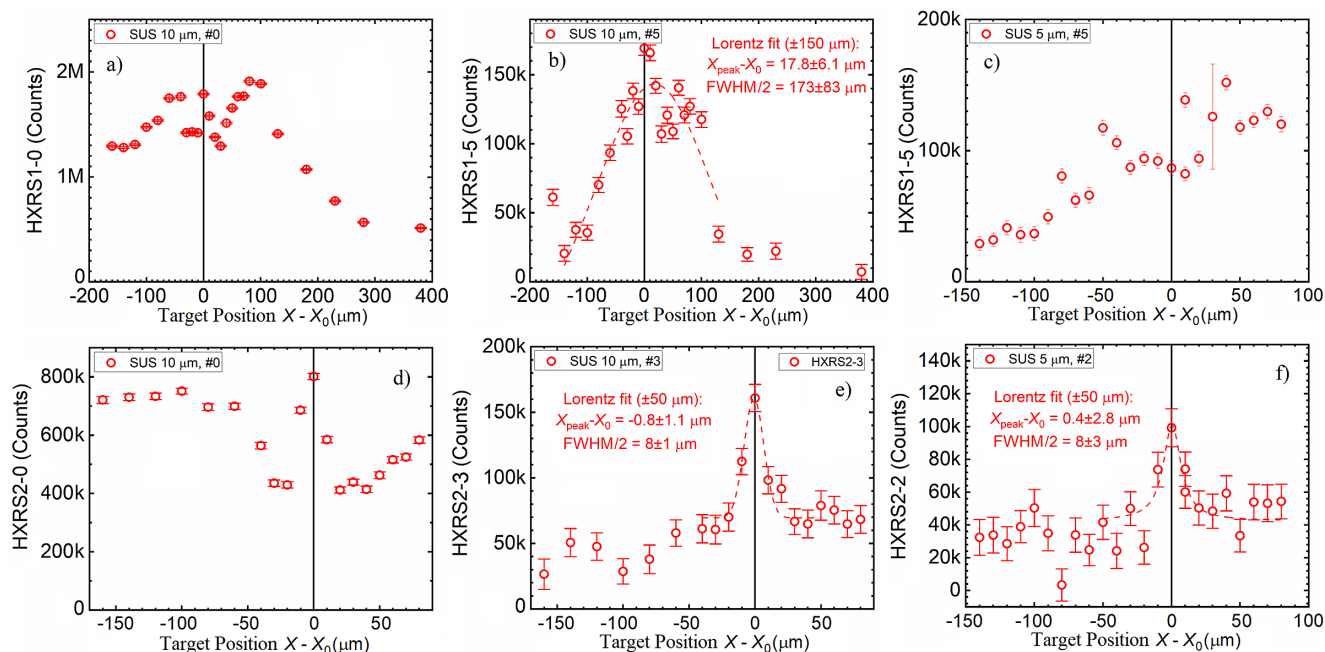 SUS 10 μm, #0
a)
HXRS1-0 (Counts)
2M
1M
0
-200 -100 0 100 200 300 400
Target Position X - X0(μm)
SUS 10 μm, #5
b)
Lorentz fit (±150 μm):
Xpeak-X0 = 17.8±6.1 μm
FWHM/2 = 173±83 μm
HXRS1-5 (Counts)
150k
100k
50k
0
-200 -100 0 100 200 300 400
Target Position X - X0(μm)
SUS 5 μm, #5
c)
HXRS1-5 (Counts)
200k
100k
0
-150 -100 -50 0 50 100
Target Position X - X0(μm)
SUS 10 μm, #0
d)
HXRS2-0 (Counts)
800k
600k
400k
200k
0
-150 -100 -50 0 50
Target Position X - X0(μm)
SUS 10 μm, #3
HXRS2-3
e)
Lorentz fit (±50 μm):
Xpeak-X0 = -0.8±1.1 μm
FWHM/2 = 8±1 μm
HXRS2-3 (Counts)
200k
150k
100k
50k
0
-150 -100 -50 0 50
Target Position X - X0(μm)
SUS 5 μm, #2
f)
Lorentz fit (±50 μm):
Xpeak-X0 = 0.4±2.8 μm
FWHM/2 = 8±3 μm
HXRS2-2 (Counts)
140k
120k
100k
80k
60k
40k
20k
0
-150 -100 -50 0 50 100
Target Position X - X0(μm)